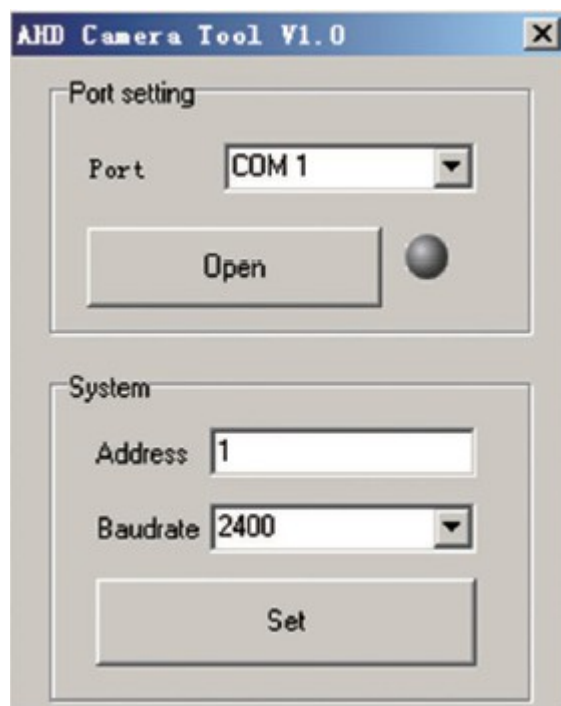 AHD Camera Tool V1.0
Port setting
Port COM 1
Open
System
Address 1
Baudrate 2400
Set